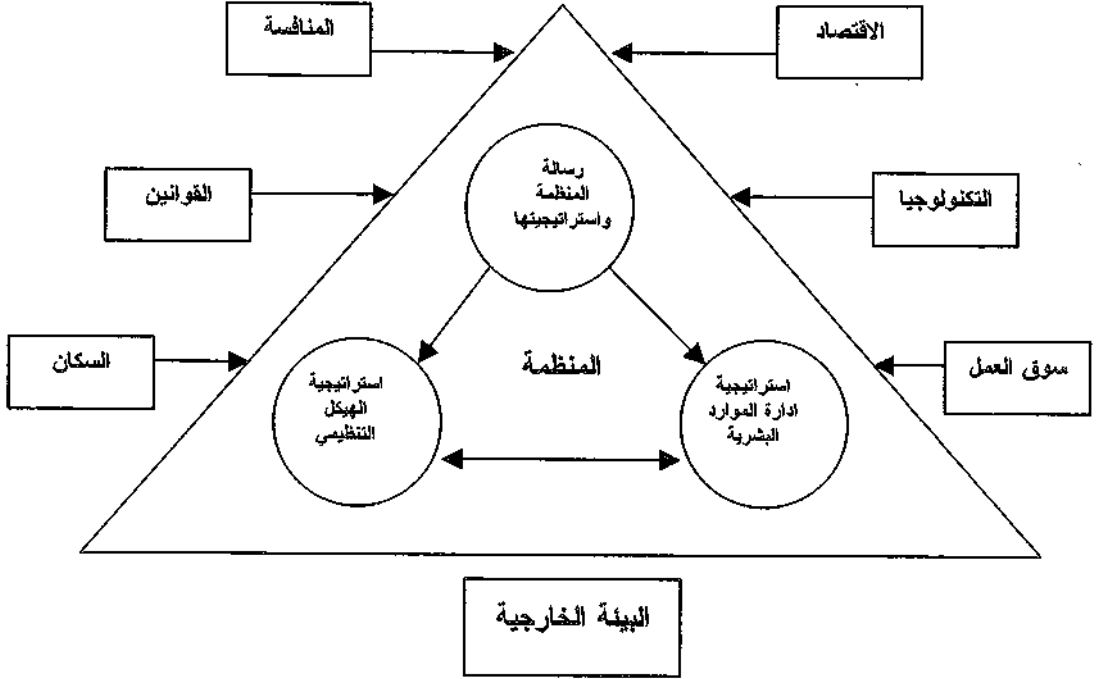 الاقتصاد
المنافسة
رسالة
المنظمة
واستراتيجيتها
التكنولوجيا
القوانين
المنظمة
سوق العمل
السكان
استراتيجية
ادارة الموارد
البشرية
استراتيجية
الهيكل
التنظيمي
البيئة الخارجية